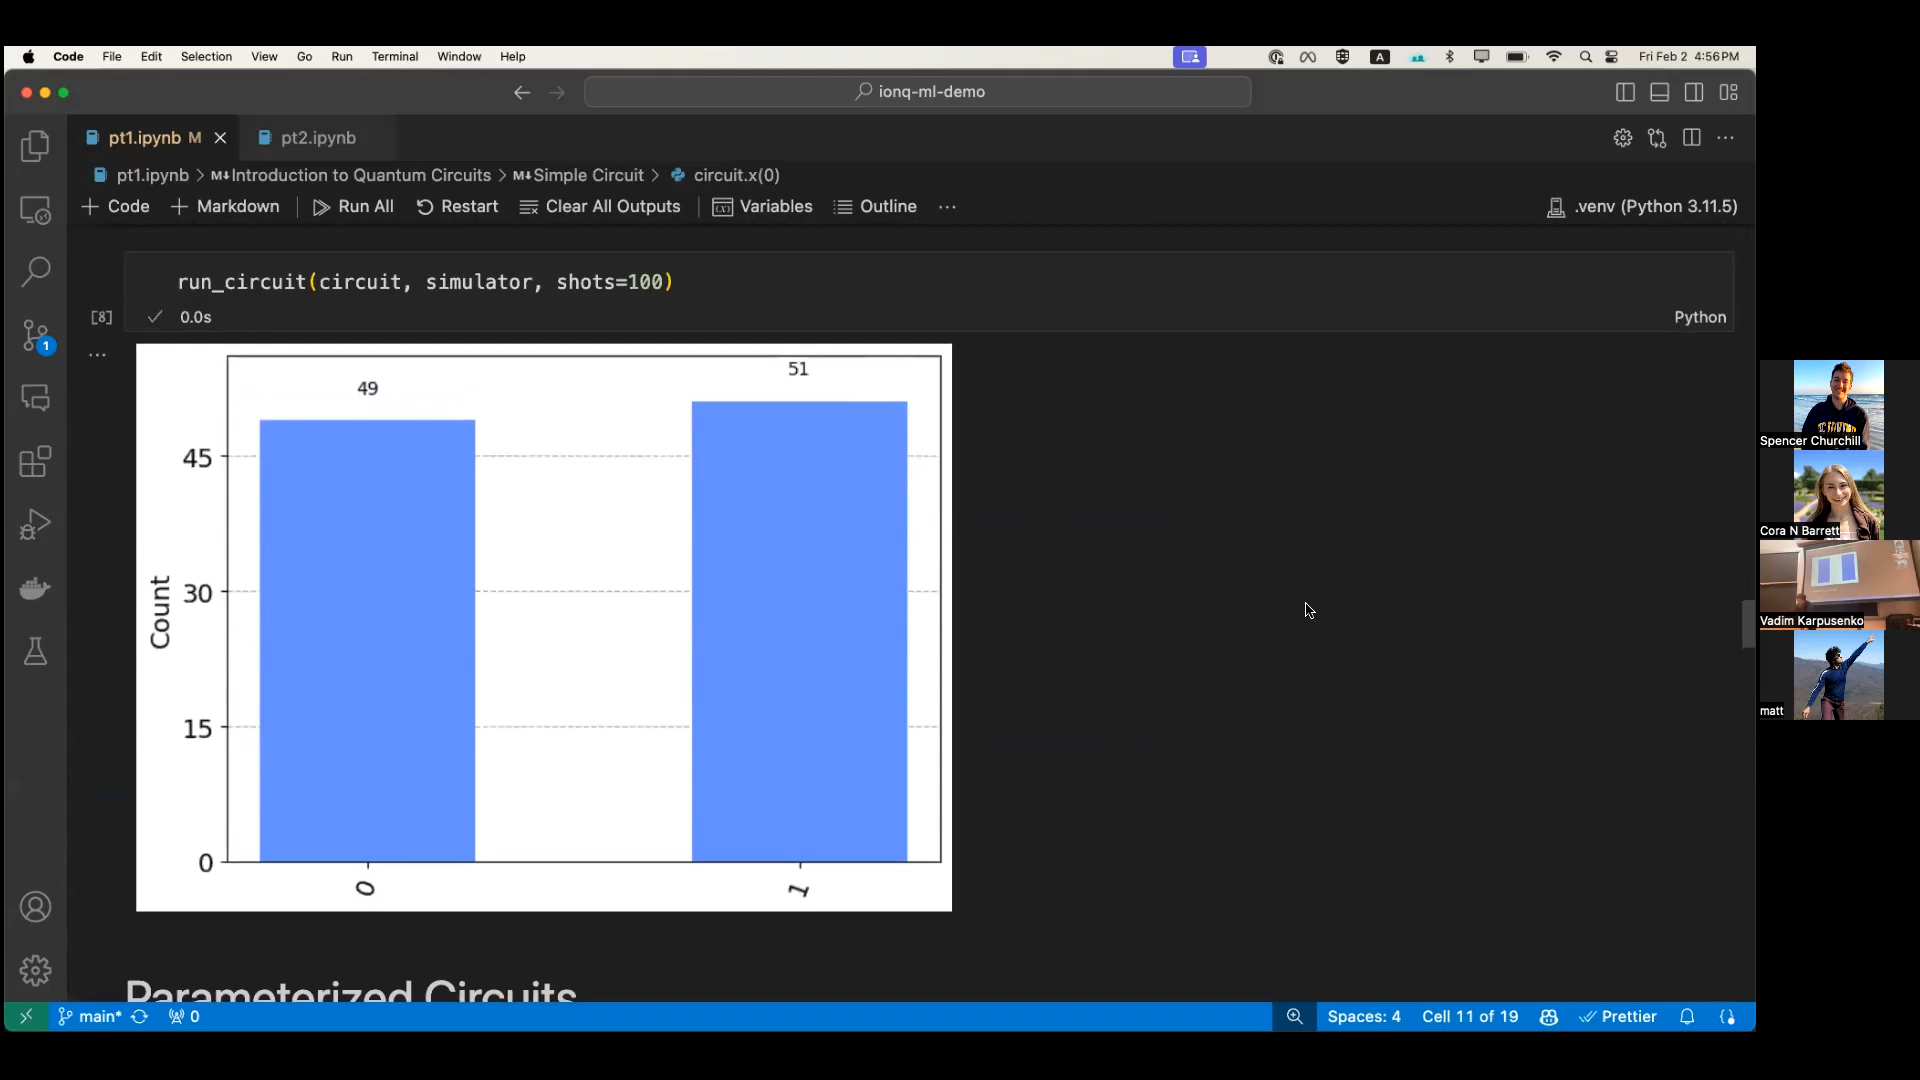 Code File Edit Selection View Go Run Terminal Window Help
A
Fri Feb 2 4:56PM
ionq-ml-demo
pt1.ipynb M
pt2.ipynb
pt1.ipynb > M↓Introduction to Quantum Circuits > M↓Simple Circuit > circuit.x(0)
+ Code + Markdown Run All Restart Clear All Outputs (x) Variables Outline ...
.venv (Python 3.11.5)
run_circuit(circuit, simulator, shots=100)
[8] ✓ 0.0s
Python
...
49
51
45
30
15
0
Count
0
1
Parameterized Circuits
1
main* 0
Spaces: 4 Cell 11 of 19 Prettier
Spencer Churchill
Cora N Barrett
Vadim Karpusenko
matt